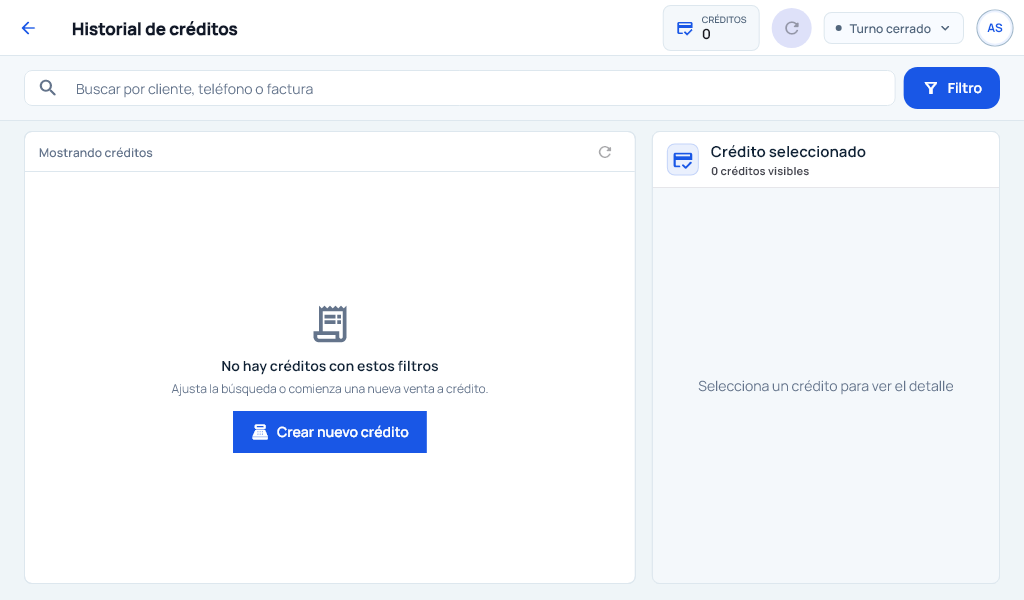 Historial de créditos
CRÉDITOS
0
Turno cerrado
AS
Buscar por cliente, teléfono o factura
Filtro
Mostrando créditos
Crédito seleccionado
0 créditos visibles
No hay créditos con estos filtros
Ajusta la búsqueda o comienza una nueva venta a crédito.
Crear nuevo crédito
Selecciona un crédito para ver el detalle